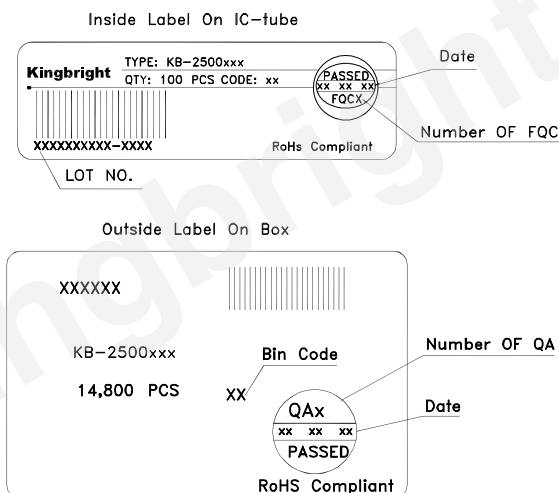 Inside Label On IC-tube
Kingbright
TYPE: KB-2500xxx
QTY: 100 PCS CODE: xx
PASSED
xx xx xx
FQCX
Date
Number OF FQC
XXXXXXXXXX-XXXX
RoHs Compliant
LOT NO.
Outside Label On Box
XXXXXX
KB-2500xxx
14,800 PCS
Bin Code
XX
Number OF QA
QAx
xx xx xx
PASSED
Date
RoHS Compliant